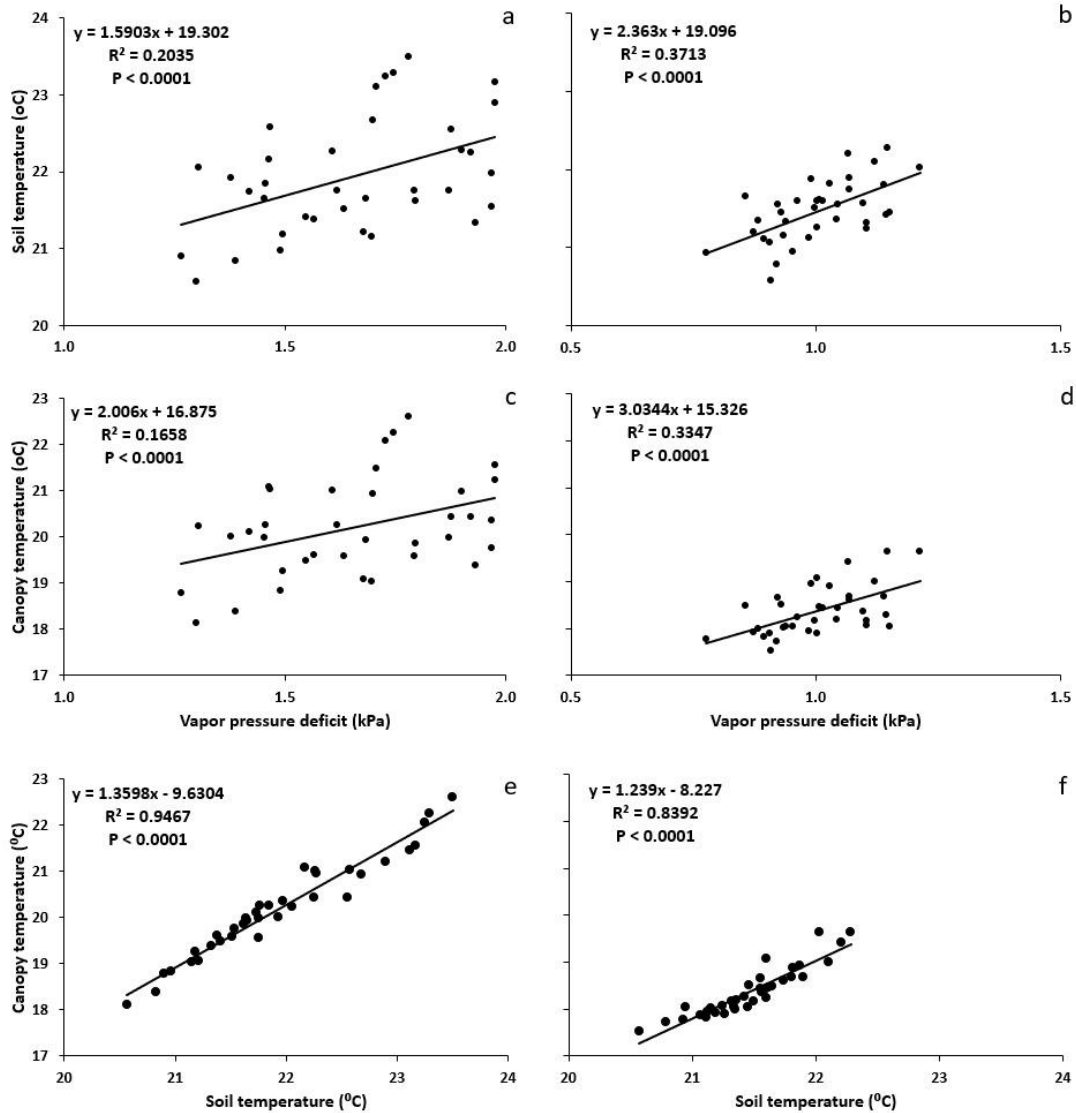 a
y = 1.5903x + 19.302
R² = 0.2035
P < 0.0001
Soil temperature (oC)
24
23
22
21
20
1.0
1.5
2.0
b
y = 2.363x + 19.096
R² = 0.3713
P < 0.0001
0.5
1.0
1.5
c
y = 2.006x + 16.875
R² = 0.1658
P < 0.0001
Canopy temperature (oC)
23
22
21
20
19
18
17
1.0
1.5
2.0
Vapor pressure deficit (kPa)
d
y = 3.0344x + 15.326
R² = 0.3347
P < 0.0001
0.5
1.0
1.5
Vapor pressure deficit (kPa)
e
y = 1.3598x - 9.6304
R² = 0.9467
P < 0.0001
Canopy temperature (⁰C)
23
22
21
20
19
18
17
20
21
22
23
24
Soil temperature (⁰C)
f
y = 1.239x - 8.227
R² = 0.8392
P < 0.0001
20
21
22
23
24
Soil temperature (⁰C)